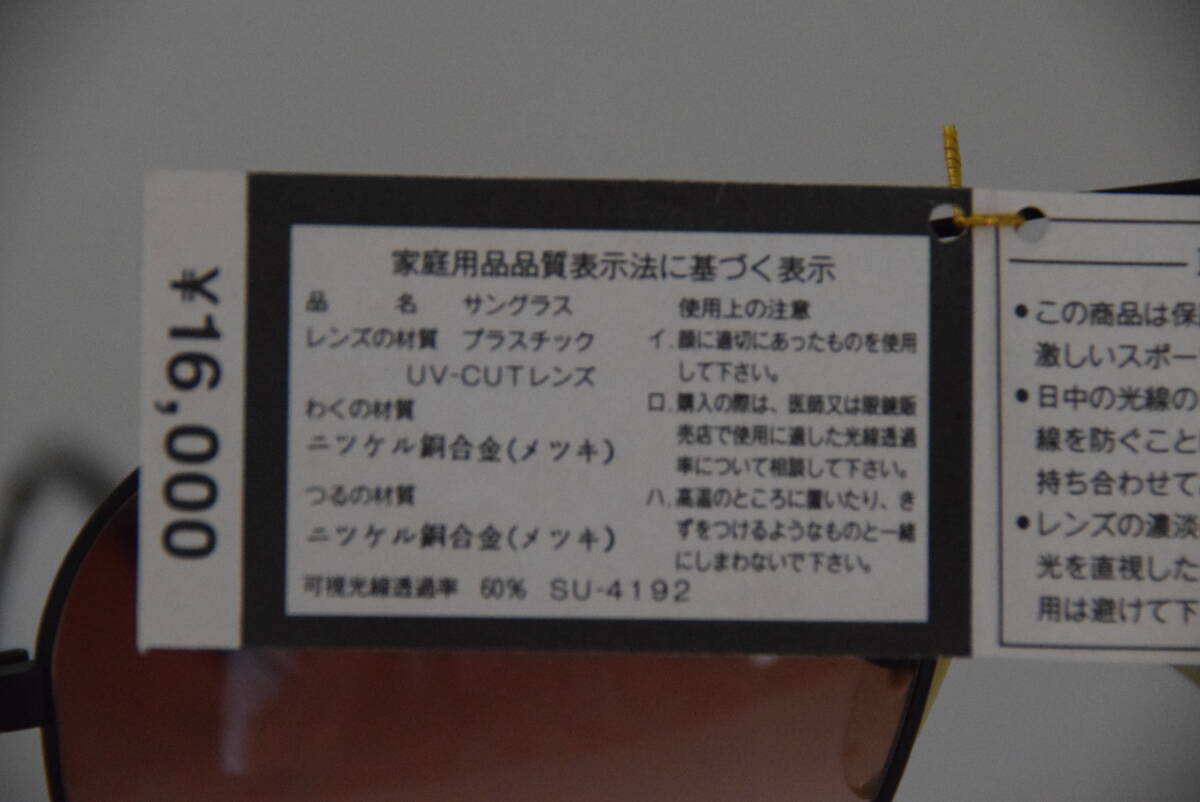 ¥16,000
家庭用品品質表示法に基づく表示
品 名 サングラス
レンズの材質 プラスチック
UV-CUTレンズ
わくの材質
ニツケル銅合金(メツキ)
つるの材質
ニツケル銅合金(メツキ)
可視光線透過率 60% SU-4192
使用上の注意
イ.顔に適切にあったものを使用
して下さい。
ロ.購入の際は、医師又は眼鏡販
売店で使用に適した光線透過
率について相談して下さい。
ハ.高温のところに置いたり、き
ずをつけるようなものと一緒
にしまわないで下さい。
●この商品は保
激しいスポー
●日中の光線の
線を防ぐこと
持ち合わせて
●レンズの濃淡
光を直視した
用は避けて下